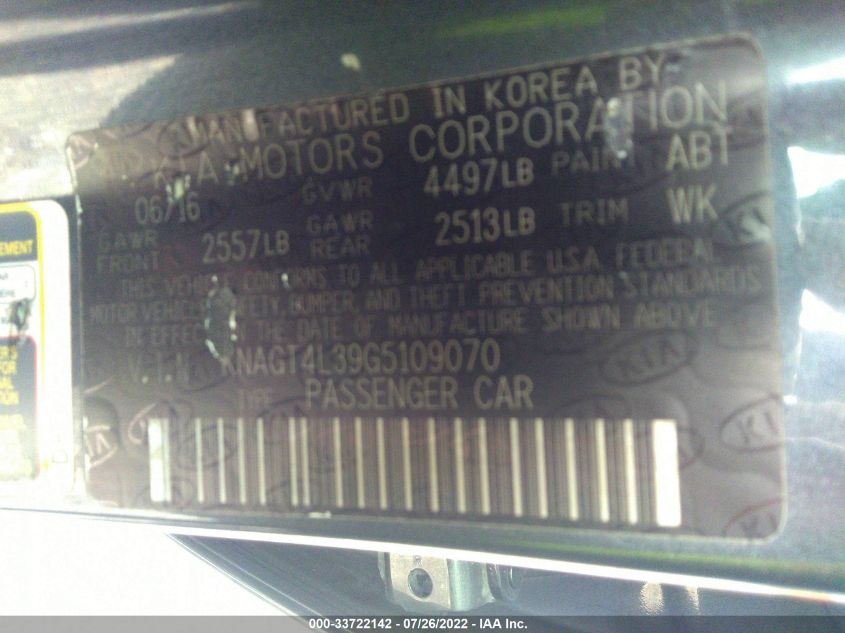 MANUFACTURED IN KOREA BY
KIA MOTORS CORPORATION
06/16 GVWR 4497LB PAINT ABT
GAWR FRONT 2557LB GAWR REAR 2513LB TRIM WK
THIS VEHICLE CONFORMS TO ALL APPLICABLE U.S.A. FEDERAL
MOTOR VEHICLE SAFETY, BUMPER, AND THEFT PREVENTION STANDARDS
IN EFFECT ON THE DATE OF MANUFACTURE SHOWN ABOVE
V.I.N KNAGT4L39G5109070
TYPE PASSENGER CAR
KIA
000-33722142 - 07/26/2022 - IAA Inc.